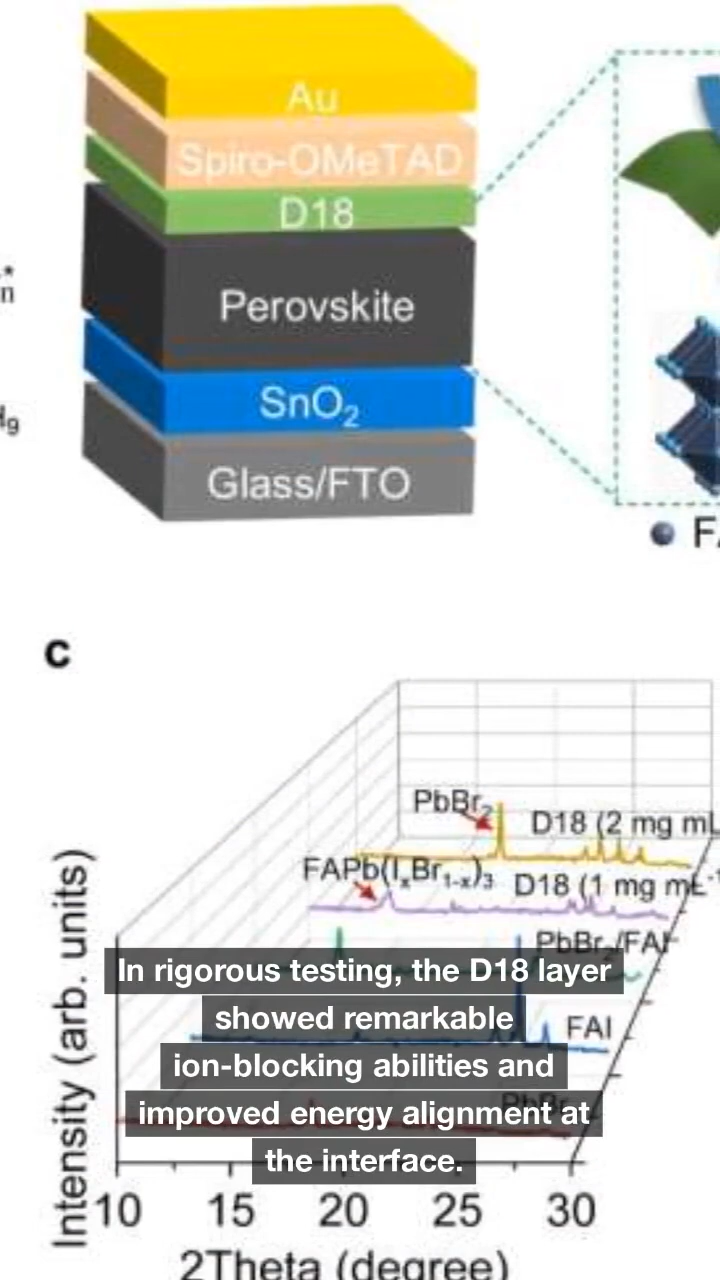 Au
Spiro-OMeTAD
D18
Perovskite
SnO₂
Glass/FTO
c
PbBr₂
D18 (2 mg mL
FAPb(IₓBr₁₋ₓ)₃
D18 (1 mg mL⁻¹
PbBr₂/FAI
FAI
In rigorous testing, the D18 layer
showed remarkable
ion-blocking abilities and
improved energy alignment at
the interface.
Intensity (arb. units)
10 15 20 25 30
2Theta (degree)